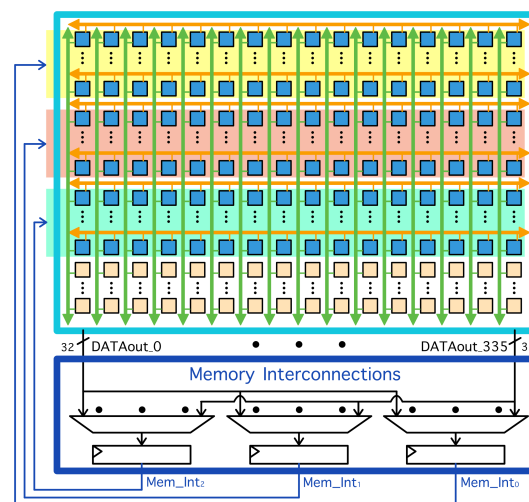 32 DATAout_0 DATAout_335 3
Memory Interconnections
Mem_Int₂ Mem_Int₁ Mem_Int₀